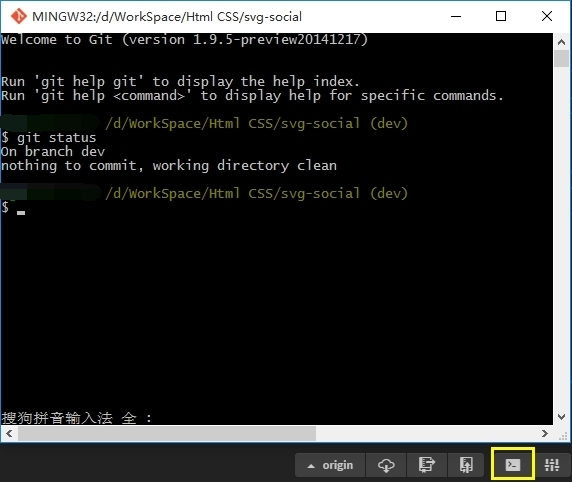 MINGW32:/d/WorkSpace/Html CSS/svg-social
Welcome to Git (version 1.9.5-preview20141217)
Run 'git help git' to display the help index.
Run 'git help <command>' to display help for specific commands.
/d/WorkSpace/Html CSS/svg-social (dev)
$ git status
On branch dev
nothing to commit, working directory clean
/d/WorkSpace/Html CSS/svg-social (dev)
$
搜狗拼音输入法 全 :
origin